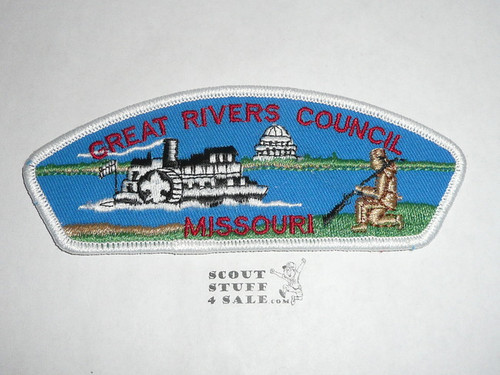 GREAT RIVERS COUNCIL
MISSOURI
SCOUT
STUFF
4 SALE.COM